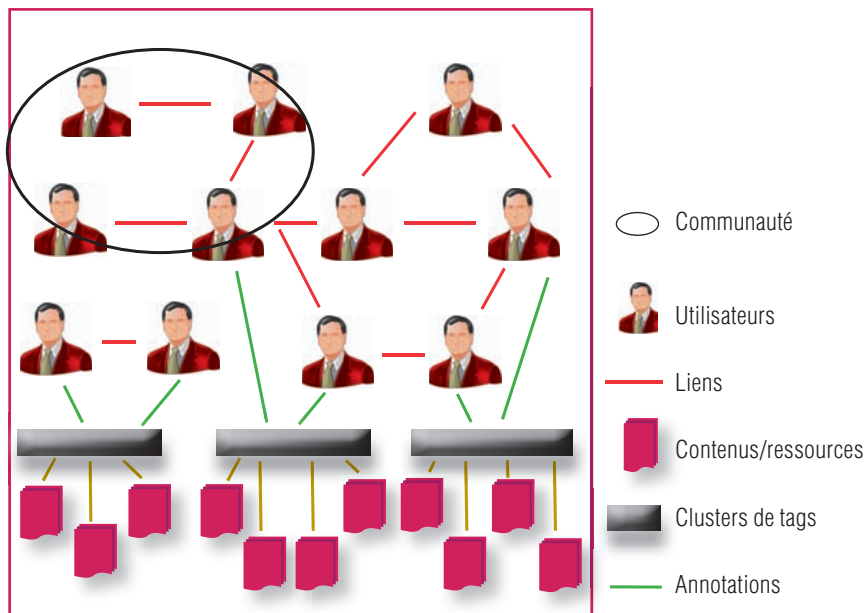 Communauté
Utilisateurs
Liens
Contenus/ressources
Clusters de tags
Annotations